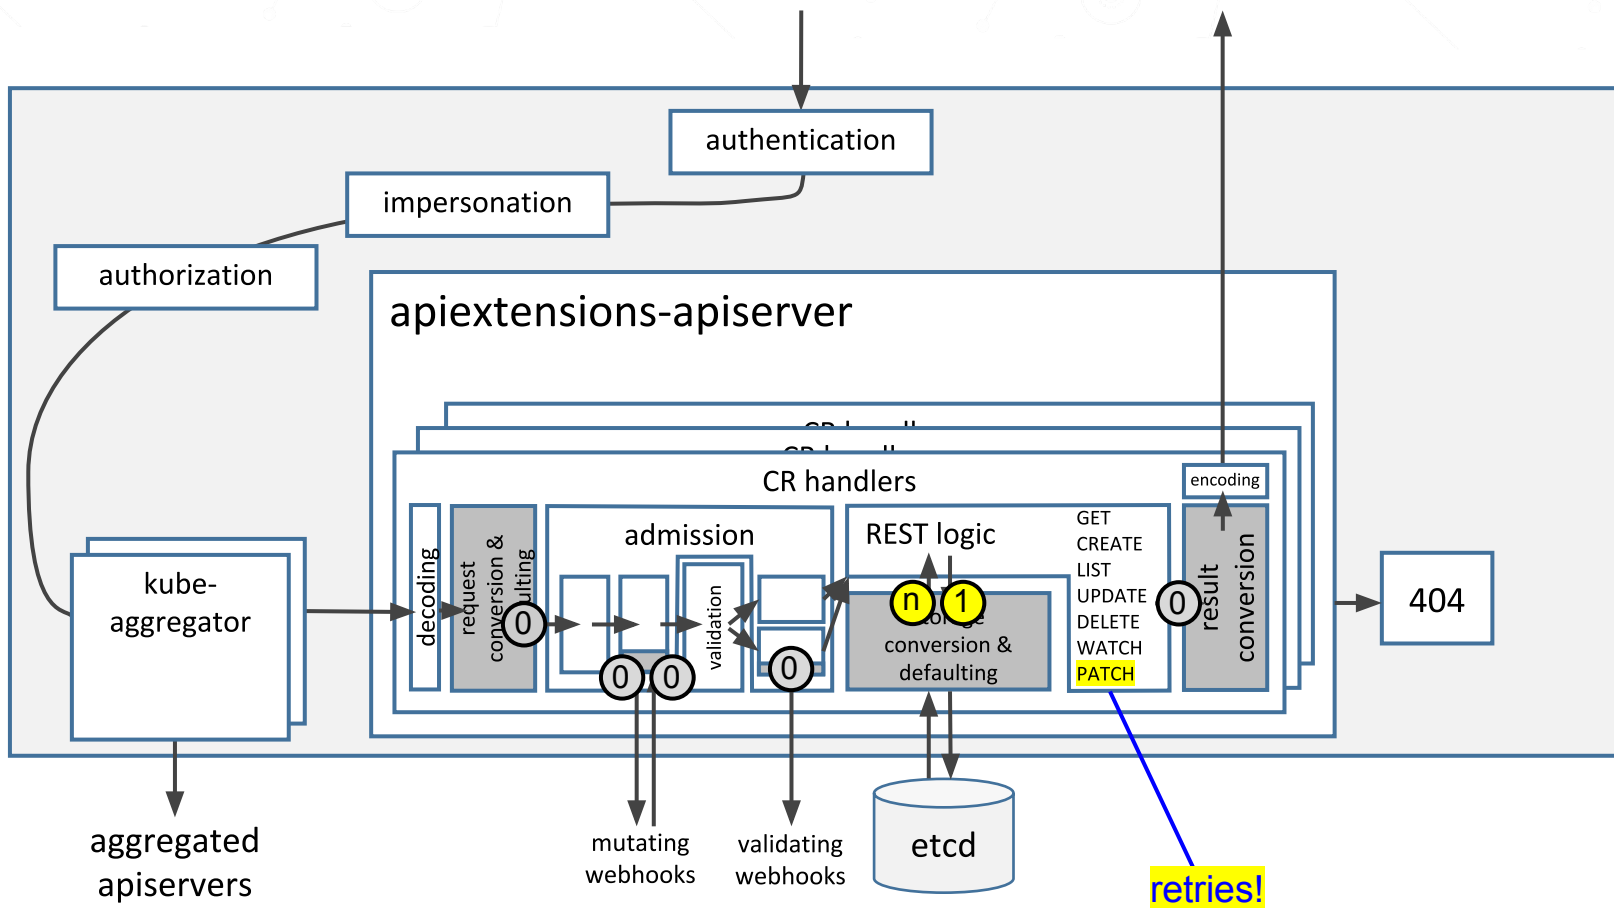 authentication
impersonation
authorization
apiextensions-apiserver
CR handlers
encoding
decoding
request
conversion &
ulting
0
admission
validation
0
0
0
REST logic
n
1
conversion &
defaulting
GET
CREATE
LIST
UPDATE
DELETE
WATCH
PATCH
0
result
conversion
404
kube-
aggregator
aggregated
apiservers
mutating
webhooks
validating
webhooks
etcd
retries!